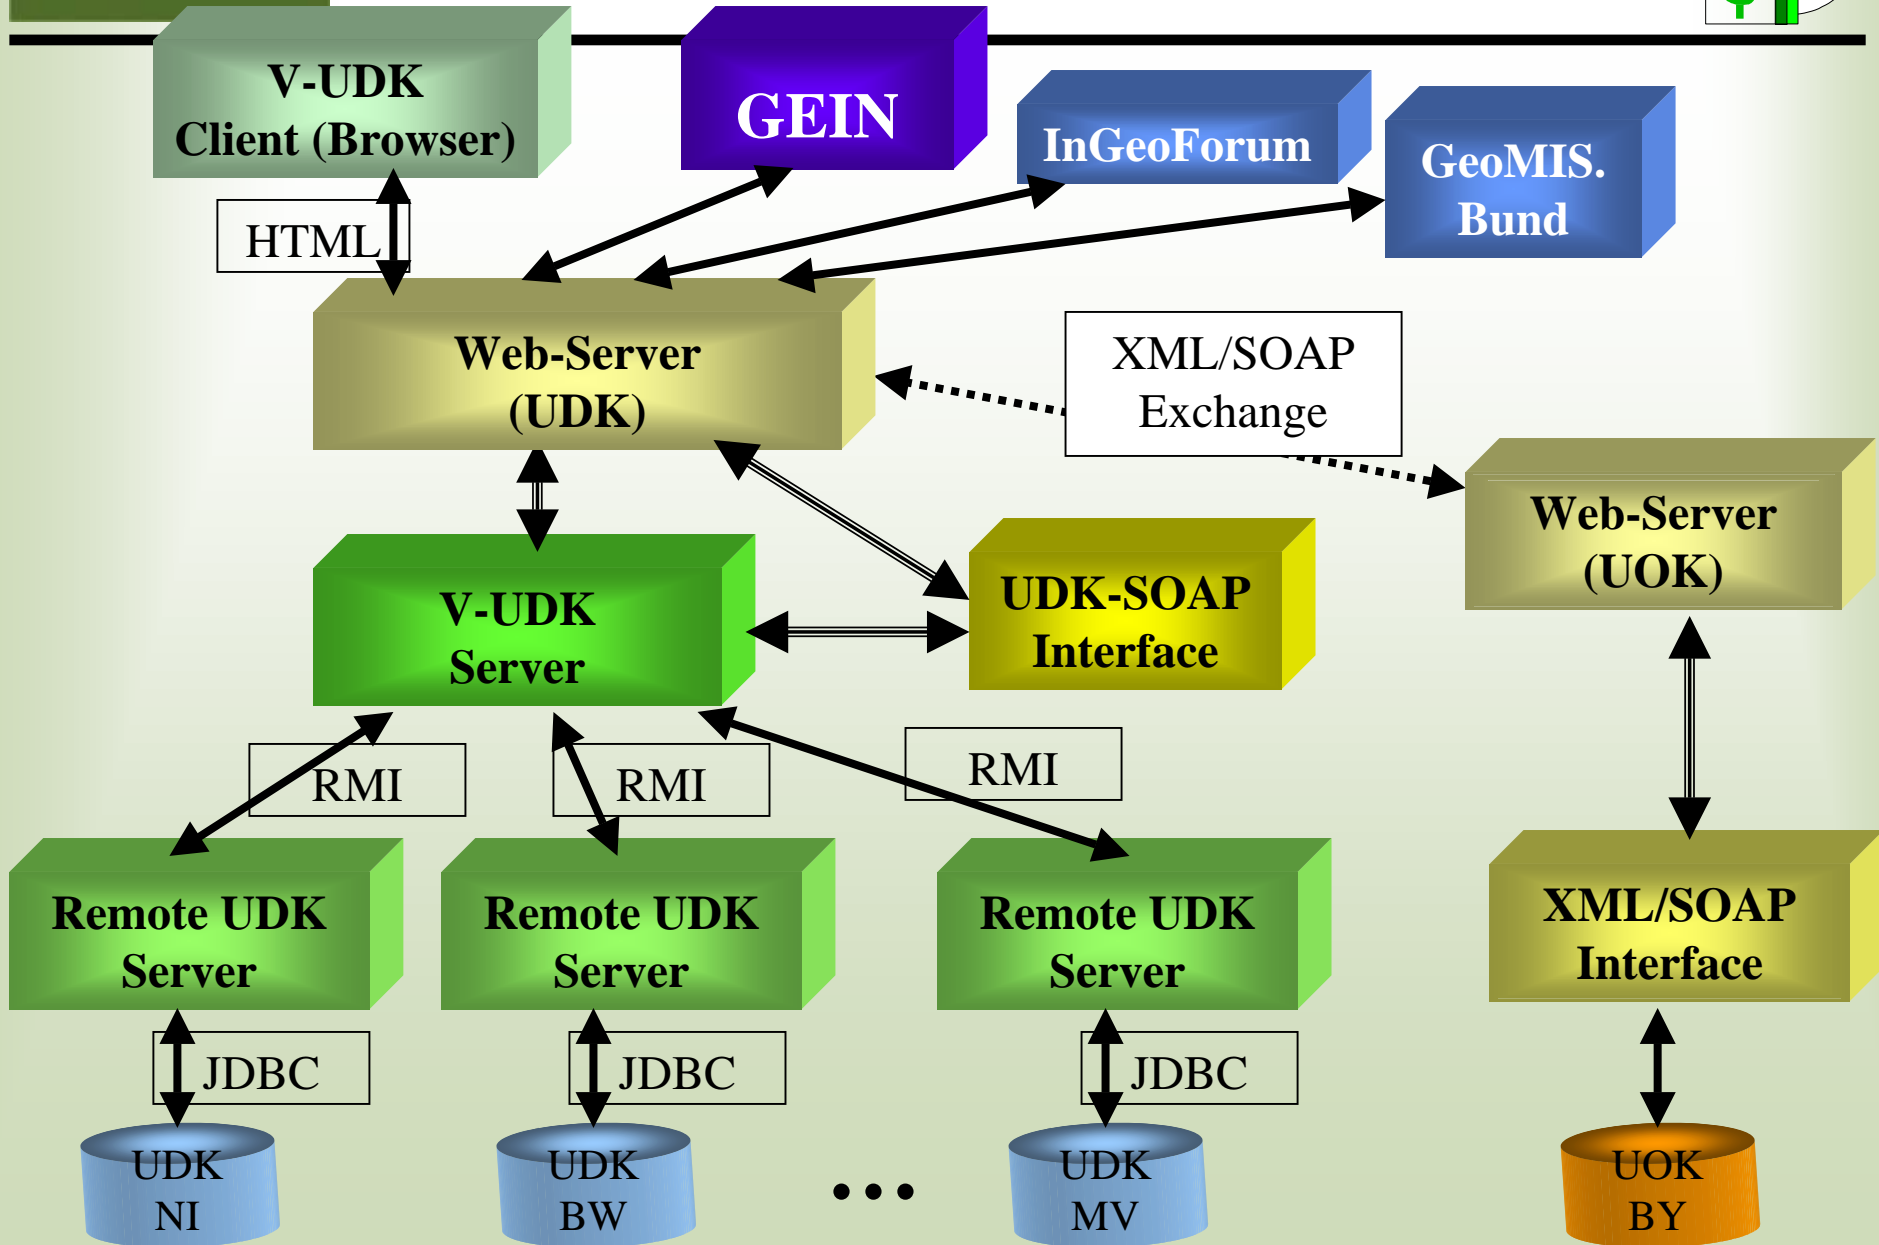 V-UDK
Client (Browser)
GEIN
InGeoForum
GeoMIS.
Bund
HTML
Web-Server
(UDK)
XML/SOAP
Exchange
Web-Server
(UOK)
V-UDK
Server
UDK-SOAP
Interface
RMI
RMI
RMI
Remote UDK
Server
Remote UDK
Server
Remote UDK
Server
XML/SOAP
Interface
JDBC
JDBC
JDBC
UDK
NI
UDK
BW
...
UDK
MV
UOK
BY